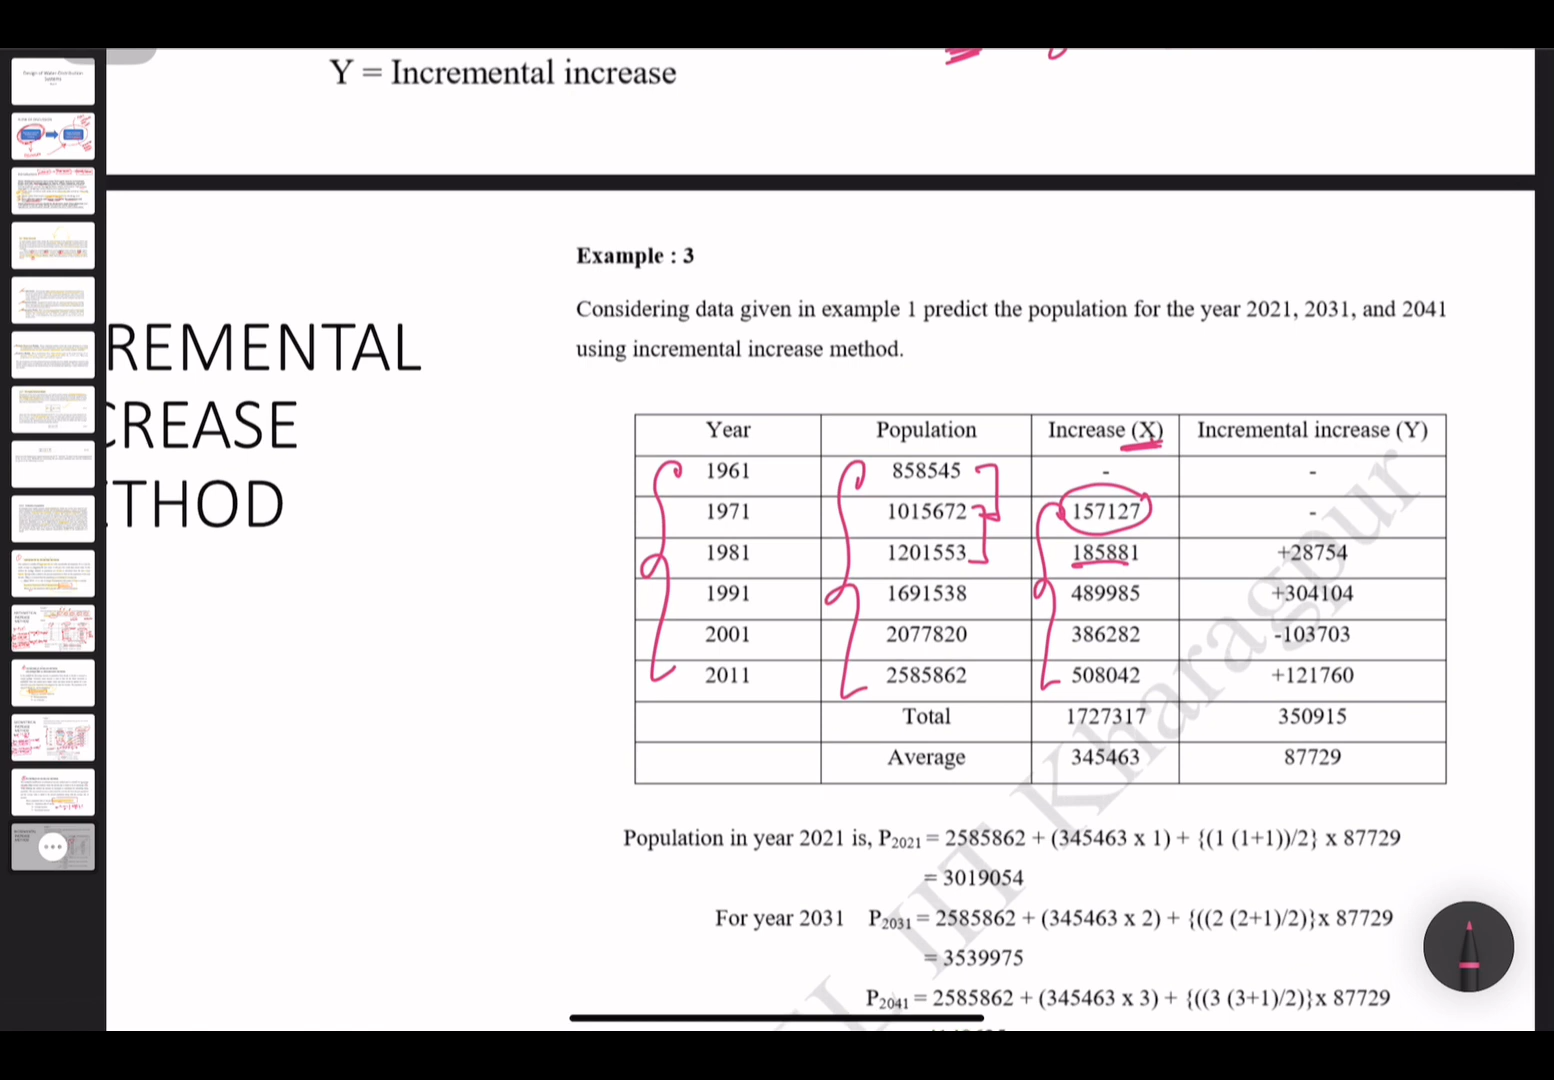 Y = Incremental increase
REMENTAL
REASE
THOD
Example : 3
Considering data given in example 1 predict the population for the year 2021, 2031, and 2041
using incremental increase method.
Year Population Increase (X) Incremental increase (Y)
1961 858545 - -
1971 1015672 157127 -
1981 1201553 185881 +28754
1991 1691538 489985 +304104
2001 2077820 386282 -103703
2011 2585862 508042 +121760
Total 1727317 350915
Average 345463 87729
Population in year 2021 is, P2021 = 2585862 + (345463 x 1) + {(1 (1+1))/2} x 87729
= 3019054
For year 2031 P2031 = 2585862 + (345463 x 2) + {((2 (2+1)/2)}x 87729
= 3539975
P2041 = 2585862 + (345463 x 3) + {((3 (3+1)/2)}x 87729
IIT Kharagpur